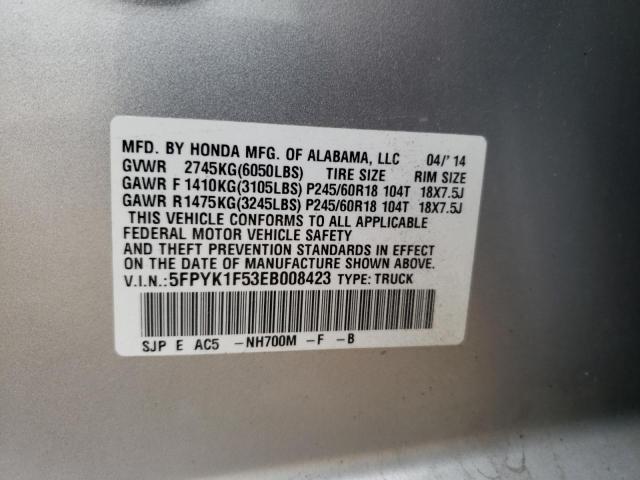 MFD. BY HONDA MFG. OF ALABAMA, LLC 04/'14
GVWR 2745KG(6050LBS) TIRE SIZE RIM SIZE
GAWR F 1410KG(3105LBS) P245/60R18 104T 18X7.5J
GAWR R1475KG(3245LBS) P245/60R18 104T 18X7.5J
THIS VEHICLE CONFORMS TO ALL APPLICABLE
FEDERAL MOTOR VEHICLE SAFETY
AND THEFT PREVENTION STANDARDS IN EFFECT
ON THE DATE OF MANUFACTURE SHOWN ABOVE.
V.I.N.: 5FPYK1F53EB008423 TYPE: TRUCK
SJP E AC5 -NH700M -F -B